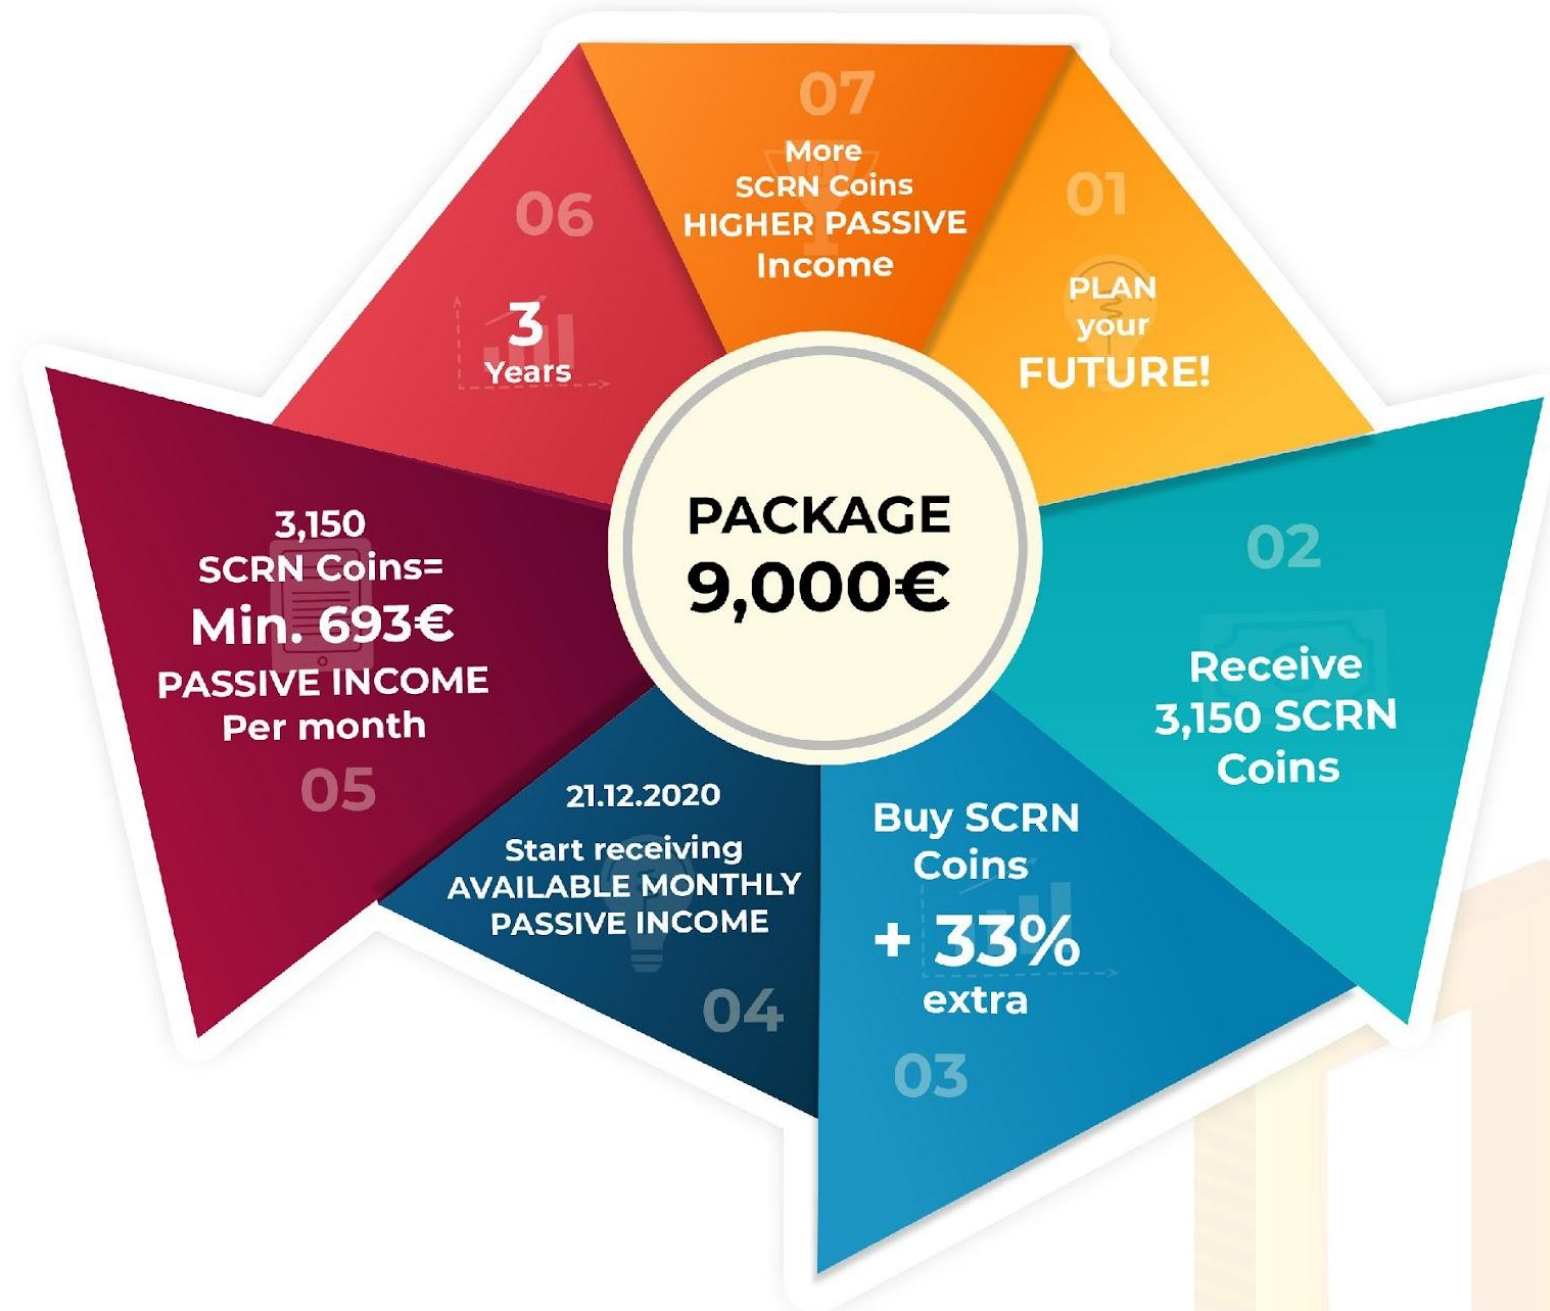 PACKAGE
9,000€
01
PLAN
your
FUTURE!
02
Receive
3,150 SCRN
Coins
Buy SCRN
Coins
+ 33%
extra
03
21.12.2020
Start receiving
AVAILABLE MONTHLY
PASSIVE INCOME
04
3,150
SCRN Coins=
Min. 693€
PASSIVE INCOME
Per month
05
06
3
Years
07
More
SCRN Coins
HIGHER PASSIVE
Income